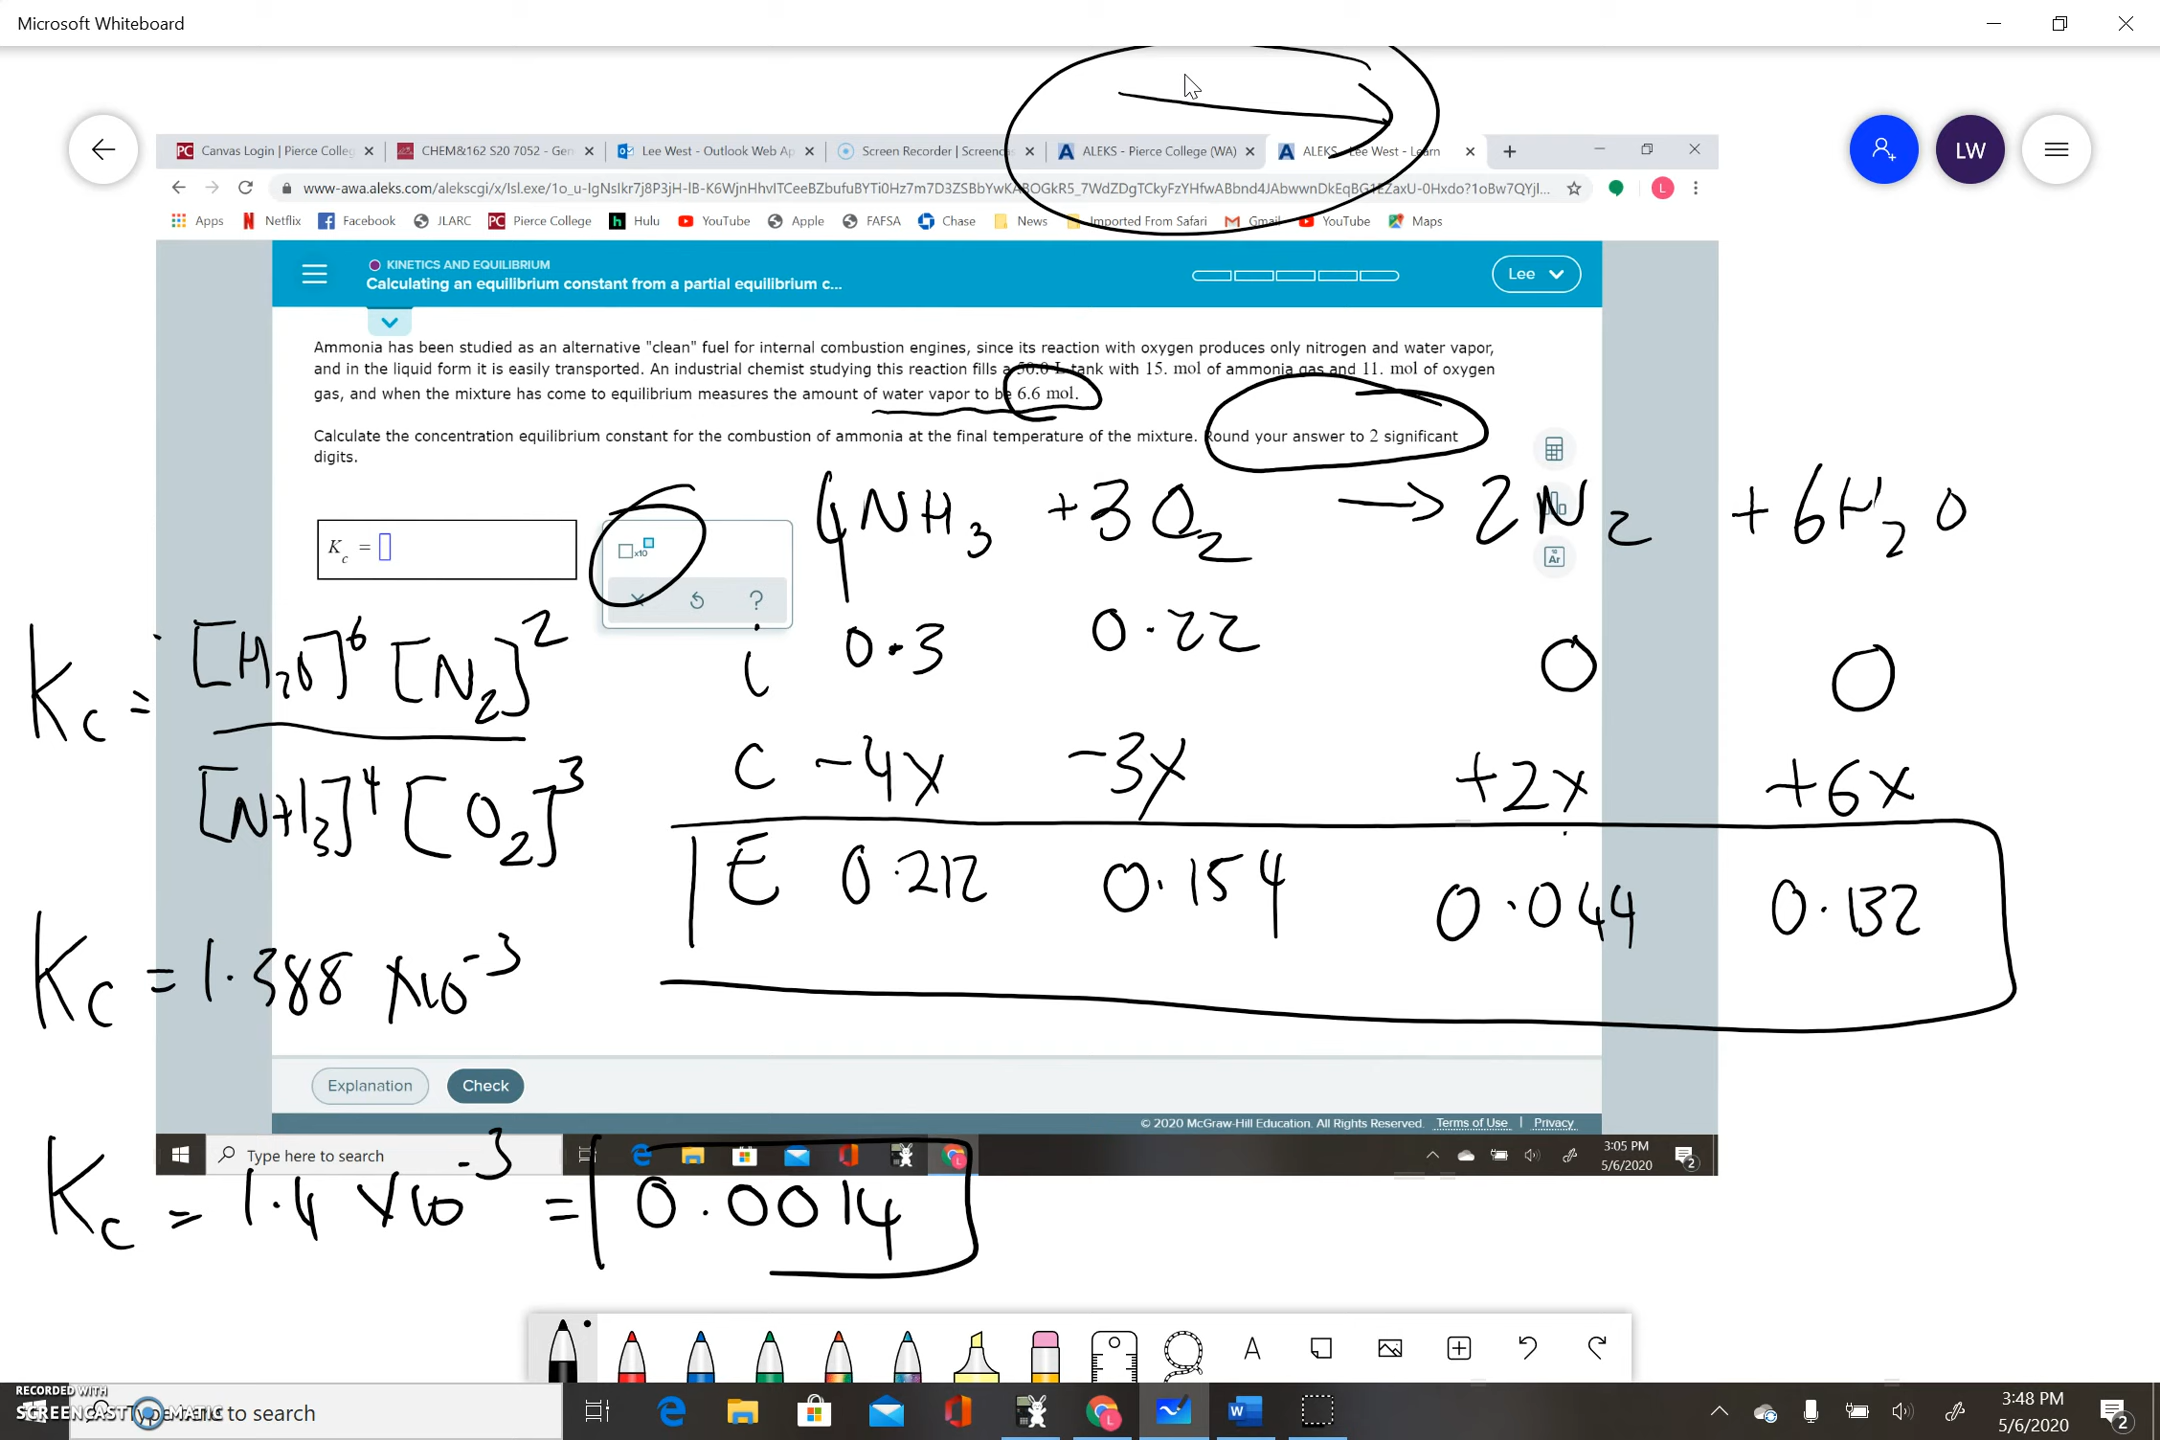 Microsoft Whiteboard
Canvas Login | Pierce Colleg
CHEM&162 S20 7052 - Gen
Lee West - Outlook Web Ap
Screen Recorder | Screenca
ALEKS - Pierce College (WA)
ALEKS - Lee West - Learn
LW
Apps
Netflix
Facebook
JLARC
Pierce College
Hulu
YouTube
Apple
FAFSA
Chase
News
Imported From Safari
Gmail
YouTube
Maps
KINETICS AND EQUILIBRIUM
Calculating an equilibrium constant from a partial equilibrium c...
Lee
Ammonia has been studied as an alternative "clean" fuel for internal combustion engines, since its reaction with oxygen produces only nitrogen and water vapor,
and in the liquid form it is easily transported. An industrial chemist studying this reaction fills a 50.0 L tank with 15. mol of ammonia gas and 11. mol of oxygen
gas, and when the mixture has come to equilibrium measures the amount of water vapor to be 6.6 mol.
Calculate the concentration equilibrium constant for the combustion of ammonia at the final temperature of the mixture. Round your answer to 2 significant
digits.
4NH3 +3O2 → 2N2 +6H2O
Kc =
x10
?
Ar
i 0.3 0.22 0 0
Kc = [H2O]^6 [N2]^2
[NH3]^4 [O2]^3
C -4x -3x +2x +6x
E 0.212 0.154 0.044 0.132
Kc = 1.388 x10^-3
Explanation
Check
© 2020 McGraw-Hill Education. All Rights Reserved. Terms of Use | Privacy
Type here to search
3:05 PM
5/6/2020
2
Kc = 1.4 x10^-3 = 0.0014
A
RECORDED WITH
SCREENCAST MATIC
Type here to search
3:48 PM
5/6/2020
2